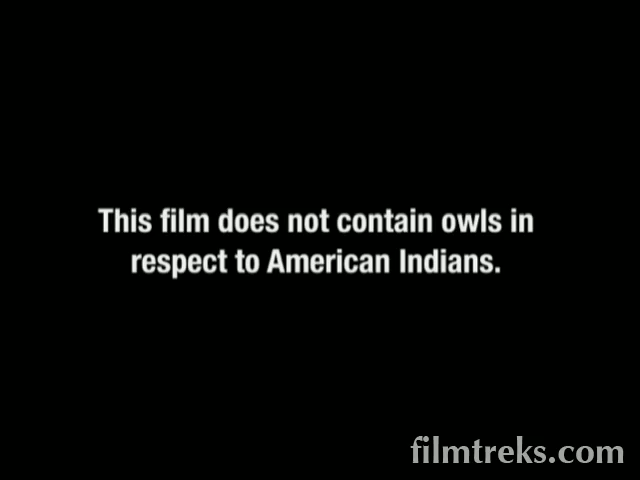 This film does not contain owls in
respect to American Indians.
filmtreks.com